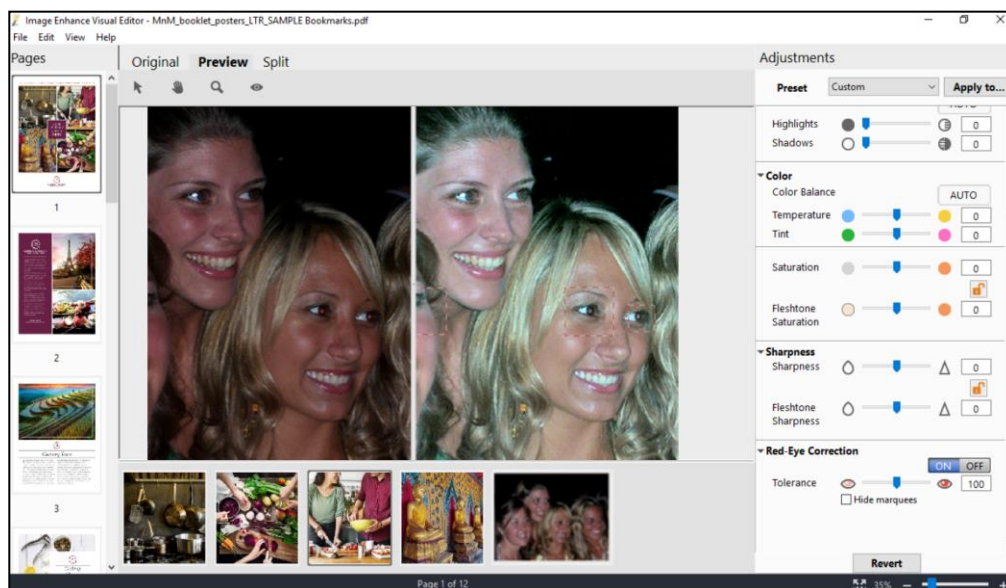 Image Enhance Visual Editor - MnM_booklet_posters_LTR_SAMPLE Bookmarks.pdf
File Edit View Help
Pages
Original Preview Split
Adjustments
Preset Custom Apply to...
AUTO
Highlights 0
Shadows 0
Color
Color Balance AUTO
Temperature 0
Tint 0
Saturation 0
Fleshtone Saturation 0
Sharpness
Sharpness 0
Fleshtone Sharpness 0
Red-Eye Correction
ON OFF
Tolerance 100
Hide marquees
Revert
1
2
3
Page 1 of 12
35%